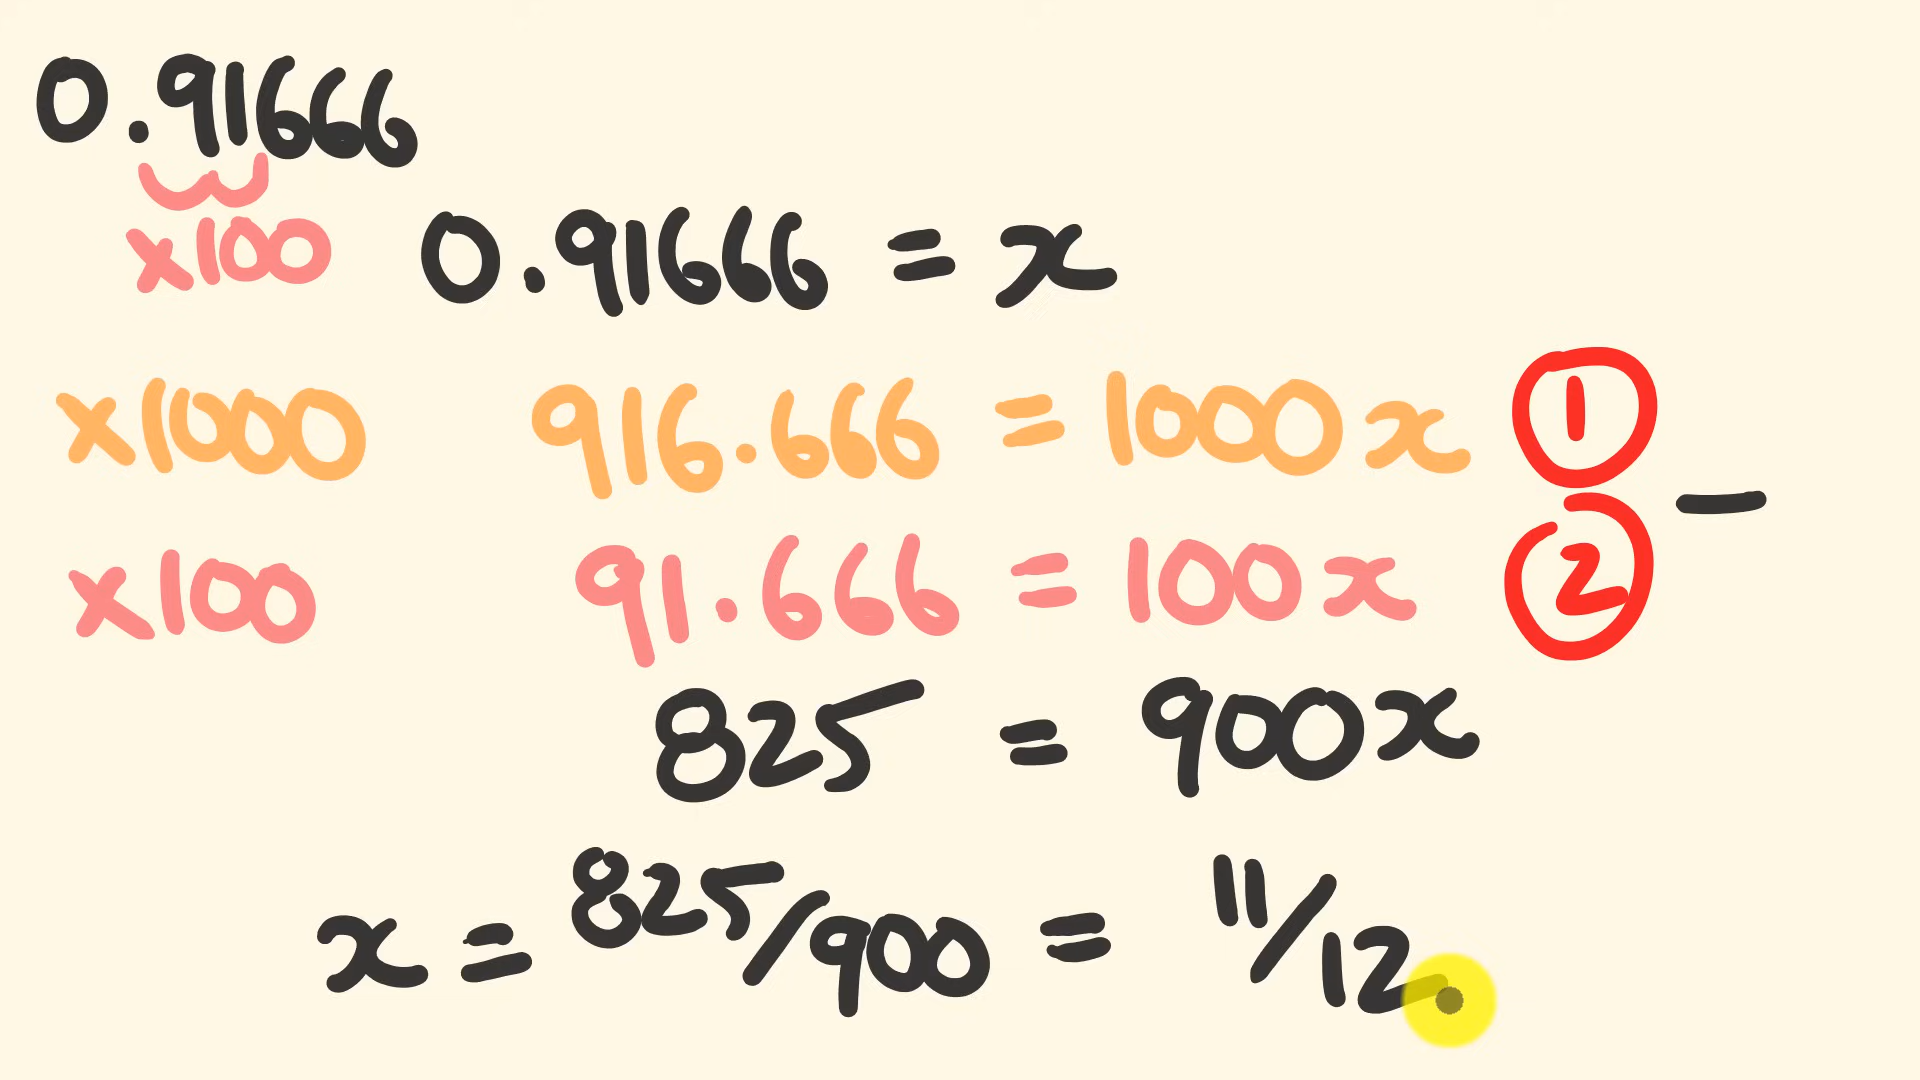 0.91666
x100 0.91666 = x
x1000 916.666 = 1000x ①
x100 91.666 = 100x ② −
825 = 900x
x = 825/900 = 11/12